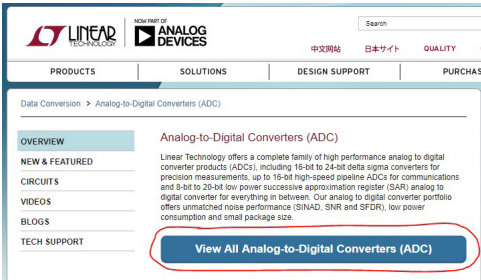 LINEAR TECHNOLOGY
NOW PART OF
ANALOG DEVICES
Search
中文网站 日本サイト QUALITY
PRODUCTS SOLUTIONS DESIGN SUPPORT PURCHAS
Data Conversion > Analog-to-Digital Converters (ADC)
OVERVIEW
NEW & FEATURED
CIRCUITS
VIDEOS
BLOGS
TECH SUPPORT
Analog-to-Digital Converters (ADC)
Linear Technology offers a complete family of high performance analog to digital
converter products (ADCs), including 16-bit to 24-bit delta sigma converters for
precision measurements, up to 16-bit high-speed pipeline ADCs for communications
and 8-bit to 20-bit low power successive approximation register (SAR) analog to
digital converter for everything in between. Our analog to digital converter portfolio
offers unmatched noise performance (SINAD, SNR and SFDR), low power
consumption and small package size.
View All Analog-to-Digital Converters (ADC)